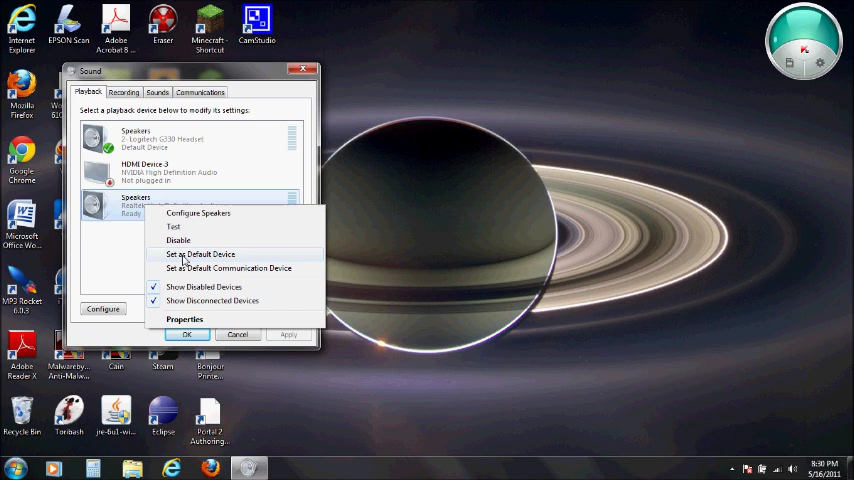 Internet
Explorer
EPSON Scan
Adobe
Acrobat 8 ...
Eraser
Minecraft -
Shortcut
CamStudio
Mozilla
Firefox
Google
Chrome
Microsoft
Office Wo...
MP3 Rocket
6.0.3
Sound
Playback
Recording
Sounds
Communications
Select a playback device below to modify its settings:
Speakers
2- Logitech G330 Headset
Default Device
HDMI Device-3
NVIDIA High Definition Audio
Not plugged in
Speakers
Ready
Configure Speakers
Test
Disable
Set as Default Device
Set as Default Communication Device
Show Disabled Devices
Show Disconnected Devices
Properties
Configure
OK
Cancel
Apply
Adobe
Reader X
Malwareby...
Anti-Malw...
Cain
Steam
Bonjour
Printe...
Recycle Bin
Toribash
jre-6u1-wi...
Eclipse
Portal 2
Authoring...
8:30 PM
5/16/2011